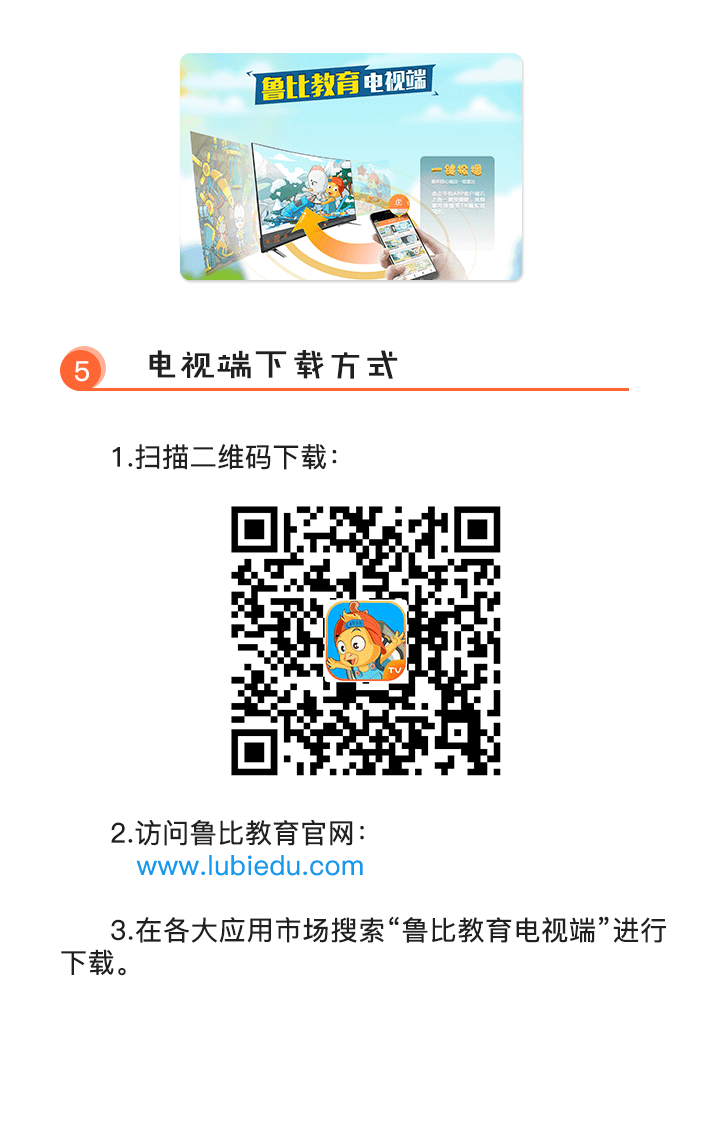 鲁比教育电视端
一键投播
5
电视端下载方式
1.扫描二维码下载：
TV
2.访问鲁比教育官网：
www.lubiedu.com
3.在各大应用市场搜索“鲁比教育电视端”进行
下载。